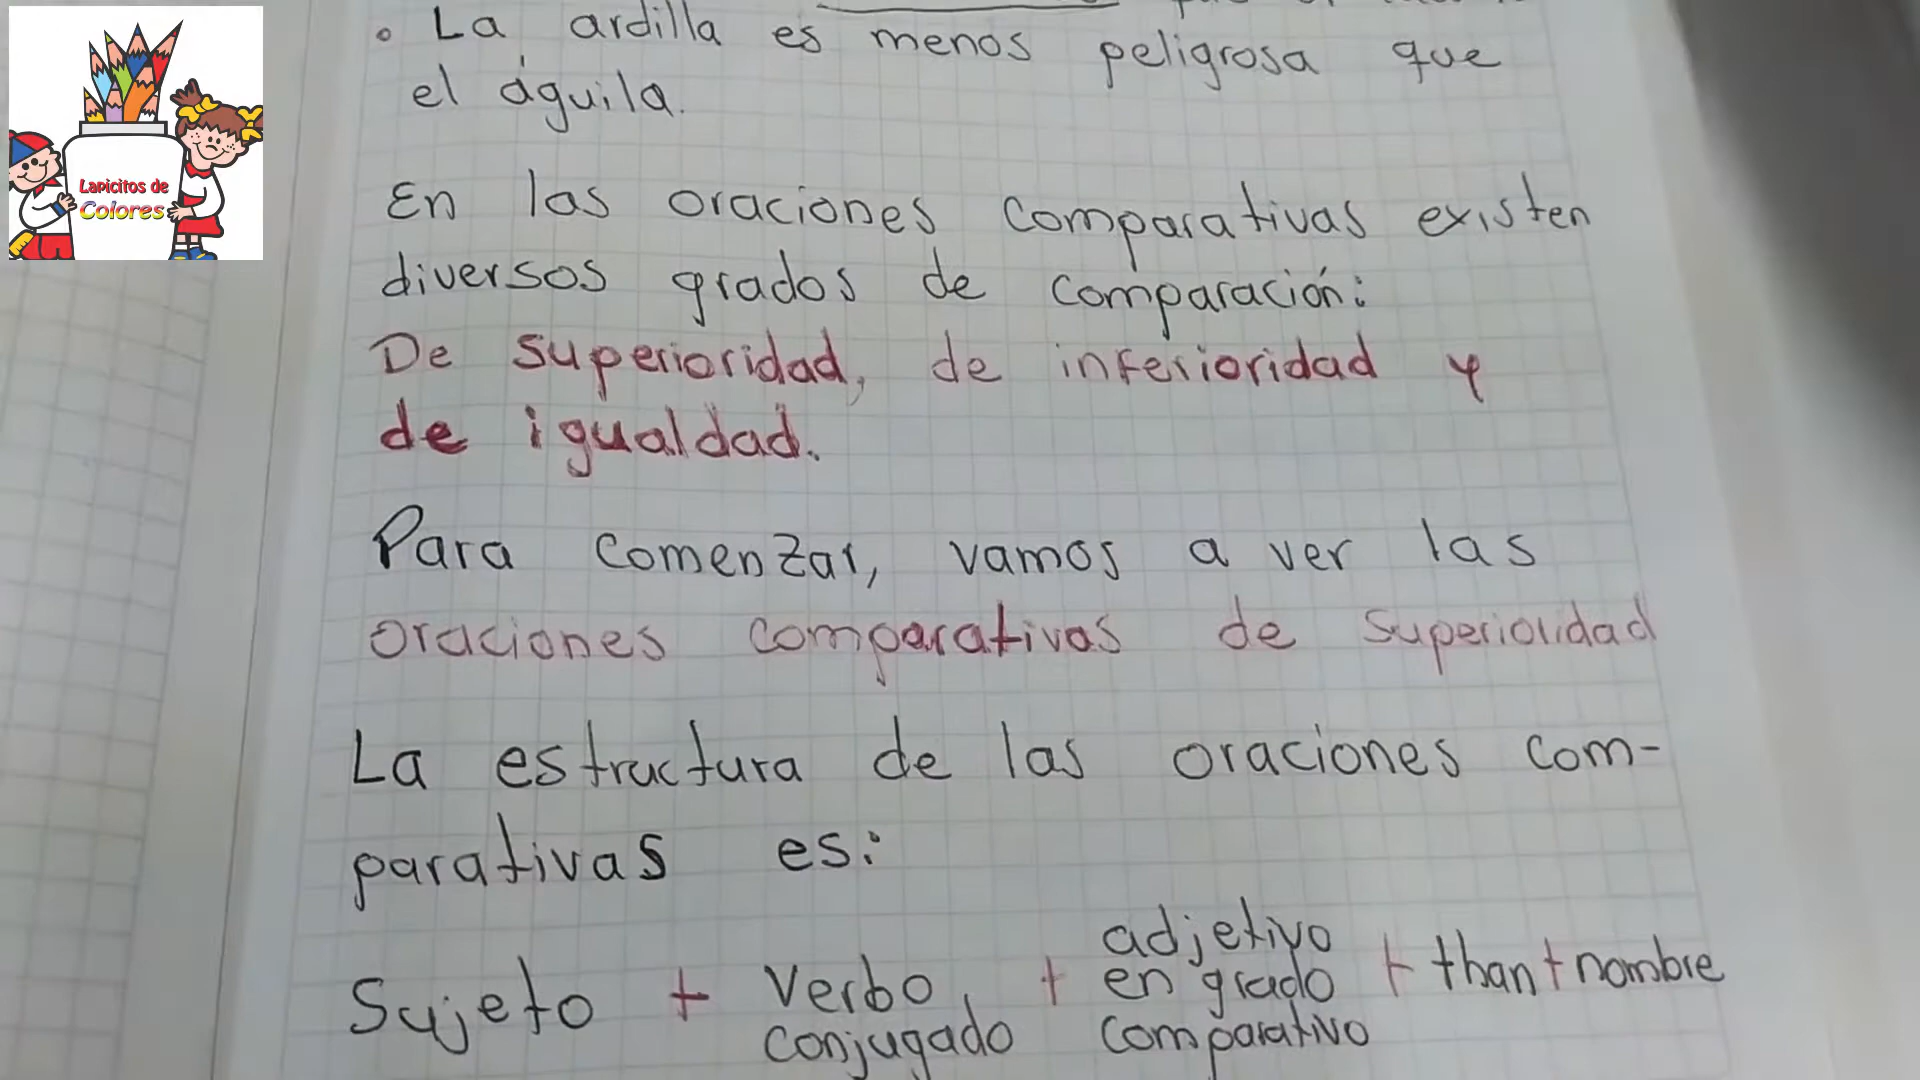 • La ardilla es menos peligrosa que
el águila.
En las oraciones comparativas existen
diversos grados de comparación:
De superioridad, de inferioridad y
de igualdad.
Para comenzar, vamos a ver las
oraciones comparativas de superioridad
La estructura de las oraciones com-
parativas es:
Sujeto + Verbo conjugado + adjetivo en grado comparativo + than + nombre
Lapicitos de
Colores